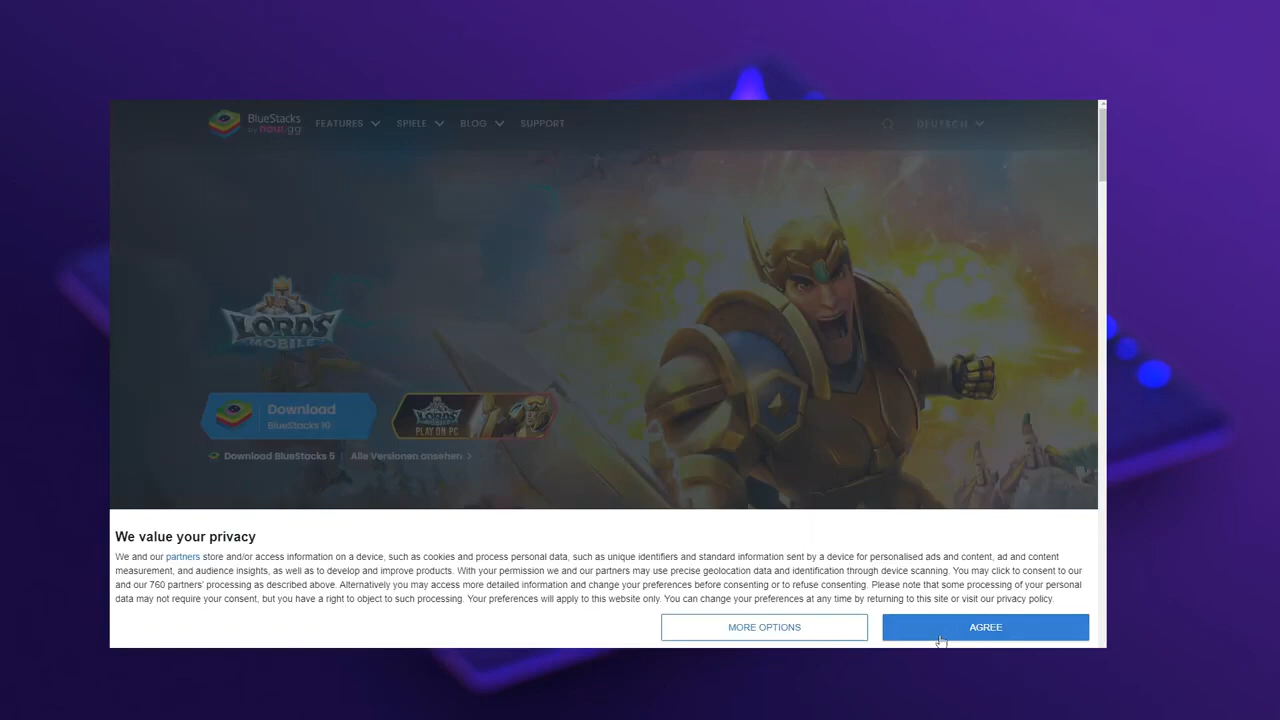 BlueStacks
by now.gg
FEATURES
SPIELE
BLOG
SUPPORT
DEUTSCH
LORDS
MOBILE
Download
BlueStacks 10
LORDS
MOBILE
PLAY ON PC
Download BlueStacks 5
Alle Versionen ansehen
We value your privacy
We and our partners store and/or access information on a device, such as cookies and process personal data, such as unique identifiers and standard information sent by a device for personalised ads and content, ad and content
measurement, and audience insights, as well as to develop and improve products. With your permission we and our partners may use precise geolocation data and identification through device scanning. You may click to consent to our
and our 760 partners' processing as described above. Alternatively you may access more detailed information and change your preferences before consenting or to refuse consenting. Please note that some processing of your personal
data may not require your consent, but you have a right to object to such processing. Your preferences will apply to this website only. You can change your preferences at any time by returning to this site or visit our privacy policy.
MORE OPTIONS
AGREE